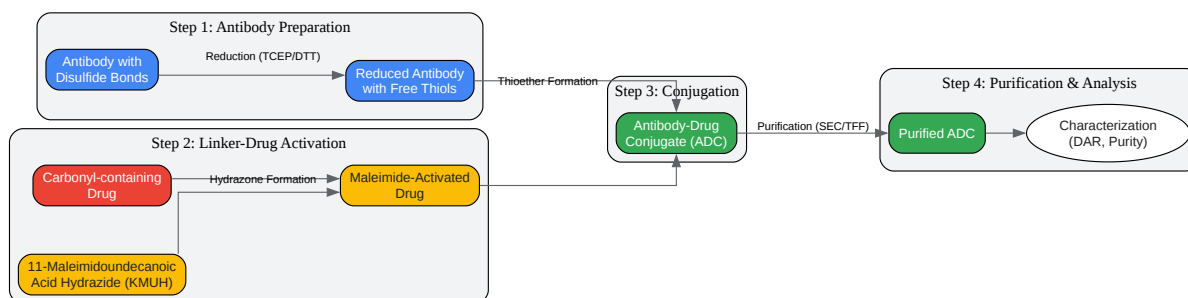 Step 1: Antibody Preparation
Antibody with
Disulfide Bonds
Reduction (TCEP/DTT)
Reduced Antibody
with Free Thiols
Thioether Formation
Step 2: Linker-Drug Activation
Carbonyl-containing
Drug
Hydrazone Formation
Maleimide-Activated
Drug
11-Maleimidoundecanoic
Acid Hydrazide (KMUH)
Step 3: Conjugation
Antibody-Drug
Conjugate (ADC)
Purification (SEC/TFF)
Step 4: Purification & Analysis
Purified ADC
Characterization
(DAR, Purity)